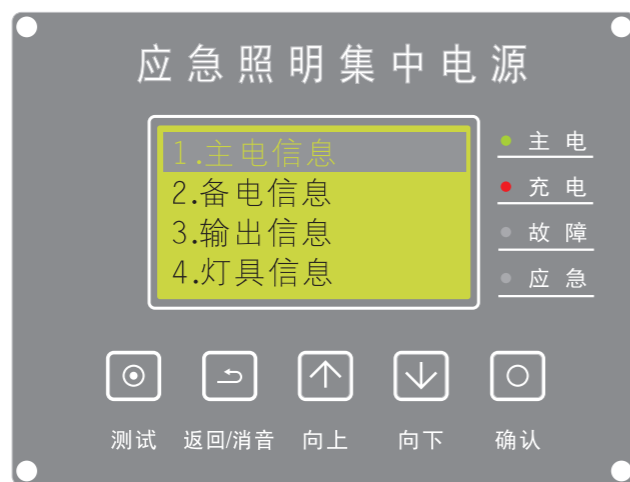 应急照明集中电源
1.主电信息
2.备电信息
3.输出信息
4.灯具信息
主电
充电
故障
应急
测试 返回/消音 向上 向下 确认